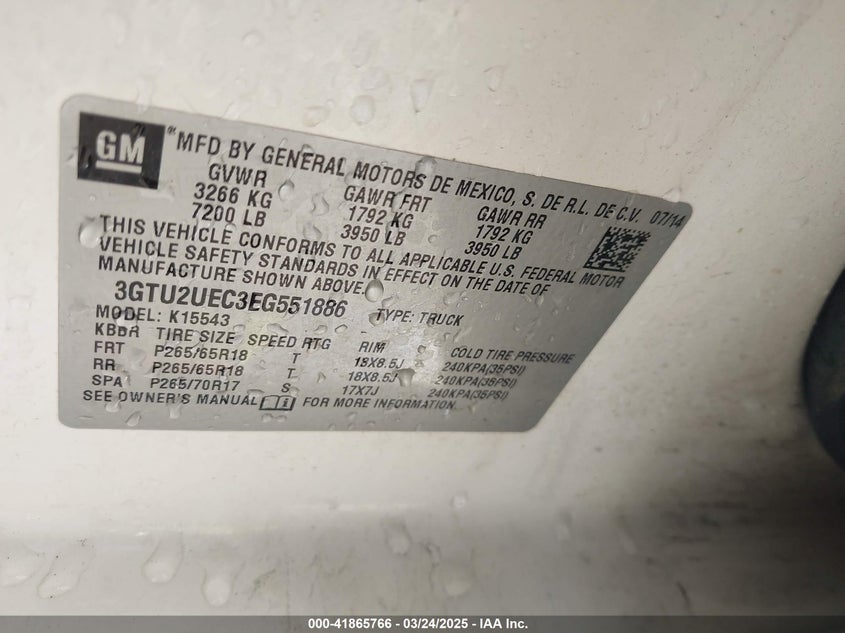 GM
MFD BY GENERAL MOTORS DE MEXICO, S. DE R.L. DE C.V. 07/14
GVWR GAWR FRT GAWR RR
3266 KG 1792 KG 1792 KG
7200 LB 3950 LB 3950 LB
THIS VEHICLE CONFORMS TO ALL APPLICABLE U.S. FEDERAL MOTOR
VEHICLE SAFETY STANDARDS IN EFFECT ON THE DATE OF
MANUFACTURE SHOWN ABOVE.
3GTU2UEC3EG551886 TYPE: TRUCK
MODEL: K15543
KBDR TIRE SIZE SPEED RTG RIM COLD TIRE PRESSURE
FRT P265/65R18 T 18X8.5J 240KPA(35PSI)
RR P265/65R18 T 18X8.5J 240KPA(35PSI)
SPA P265/70R17 S 17X7J 240KPA(35PSI)
SEE OWNER'S MANUAL FOR MORE INFORMATION.
000-41865766 - 03/24/2025 - IAA Inc.